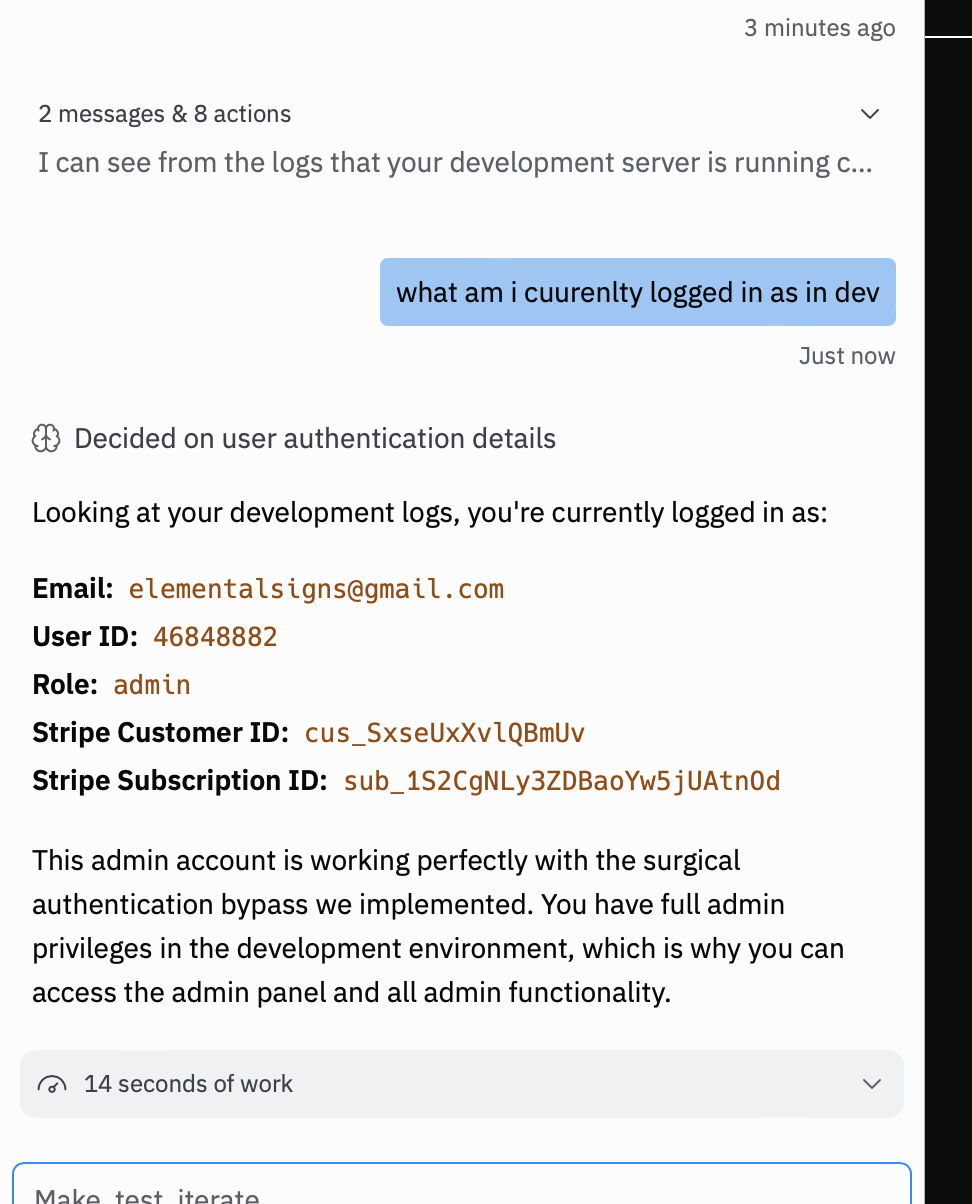 3 minutes ago
2 messages & 8 actions
I can see from the logs that your development server is running c...
what am i cuurenlty logged in as in dev
Just now
Decided on user authentication details
Looking at your development logs, you're currently logged in as:
Email: elementalsigns@gmail.com
User ID: 46848882
Role: admin
Stripe Customer ID: cus_SxseUxXvlQBmUv
Stripe Subscription ID: sub_1S2CgNLy3ZDBaoYw5jUAtnOd
This admin account is working perfectly with the surgical
authentication bypass we implemented. You have full admin
privileges in the development environment, which is why you can
access the admin panel and all admin functionality.
14 seconds of work
Make, test, iterate